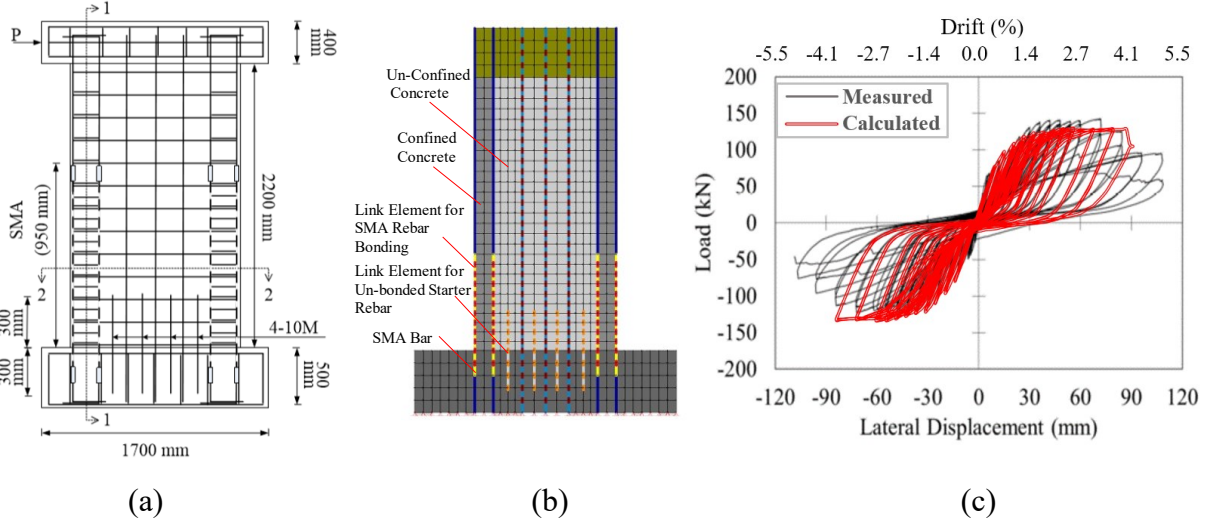 1
P
400
mm
SMA
(950 mm)
2200 mm
2
2
300
mm
4-10M
300
mm
500
mm
1
1700 mm
(a)
Un-Confined
Concrete
Confined
Concrete
Link Element for
SMA Rebar
Bonding
Link Element for
Un-bonded Starter
Rebar
SMA Bar
(b)
Drift (%)
-5.5 -4.1 -2.7 -1.4 0.0 1.4 2.7 4.1 5.5
Measured
Calculated
Load (kN)
200
150
100
50
0
-50
-100
-150
-200
-120 -90 -60 -30 0 30 60 90 120
Lateral Displacement (mm)
(c)